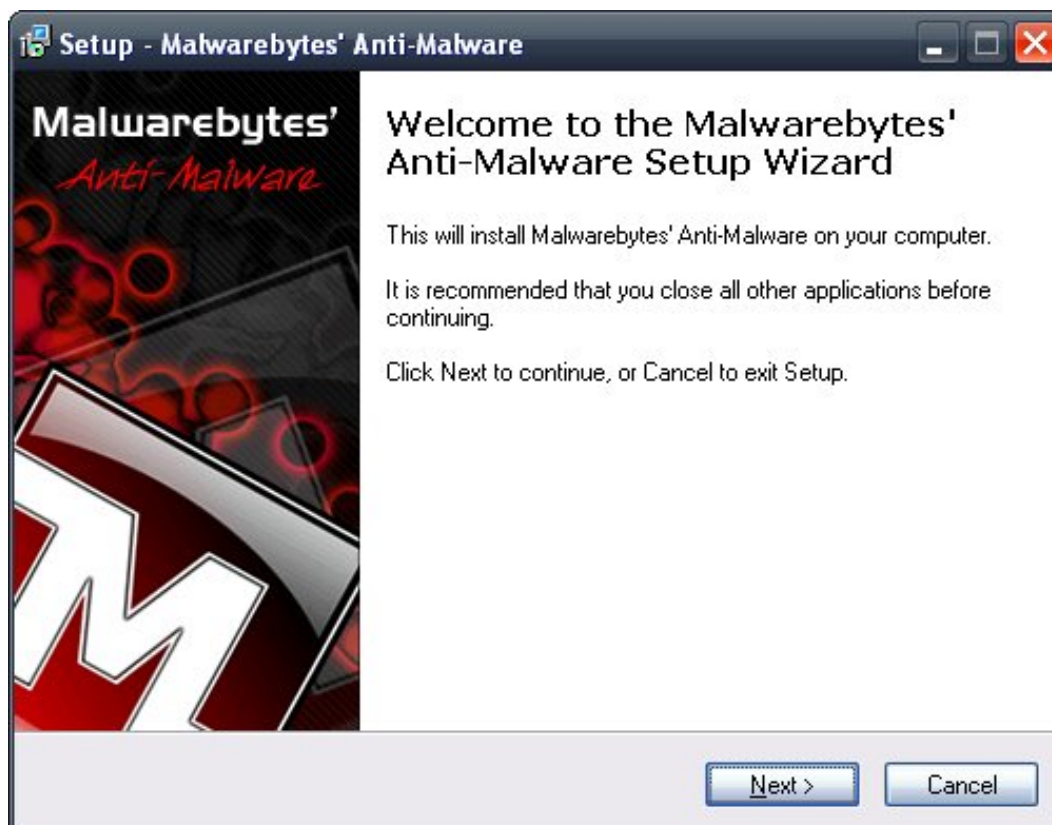 Setup - Malwarebytes' Anti-Malware
Malwarebytes'
Anti-Malware
Welcome to the Malwarebytes'
Anti-Malware Setup Wizard
This will install Malwarebytes' Anti-Malware on your computer.
It is recommended that you close all other applications before
continuing.
Click Next to continue, or Cancel to exit Setup.
M
Next >
Cancel